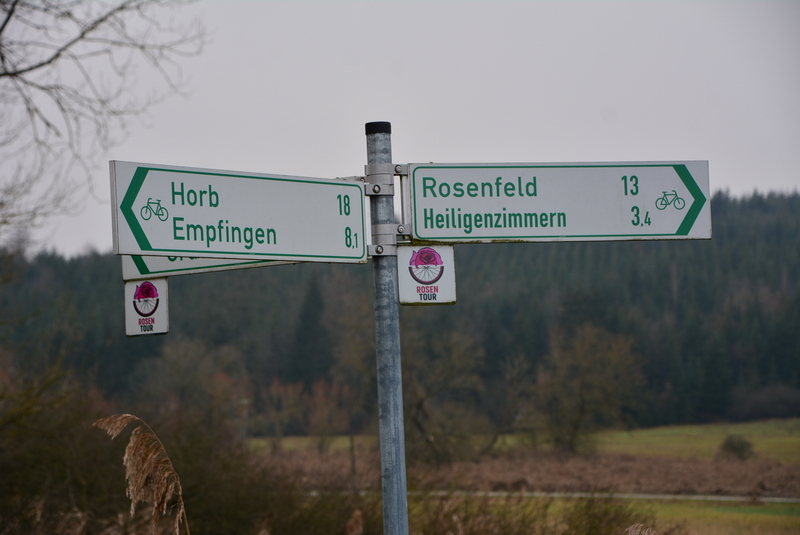 Horb 18
Empfingen 8,1
Rosenfeld 13
Heiligenzimmern 3,4
ROSEN
TOUR
ROSEN
TOUR